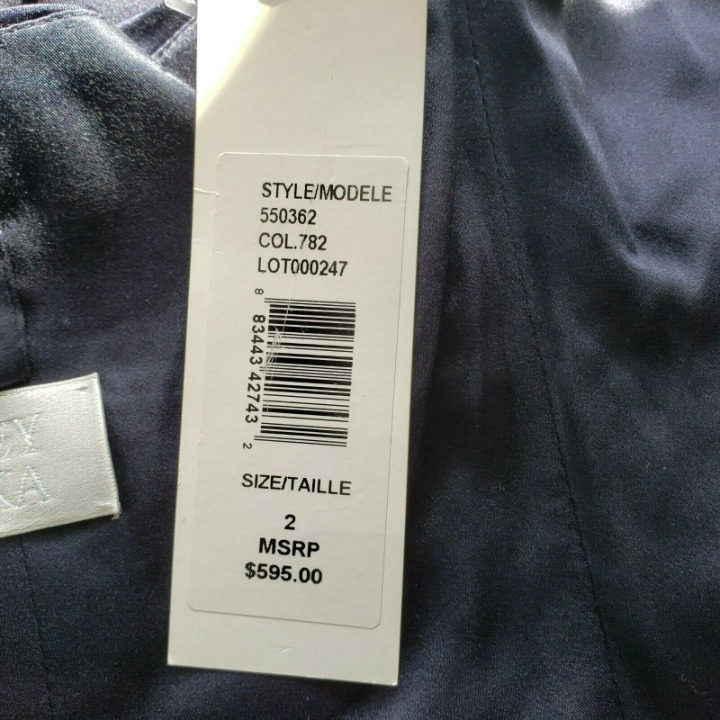 STYLE/MODELE
550362
COL.782
LOT000247
8 83443 42743 2
SIZE/TAILLE
2
MSRP
$595.00